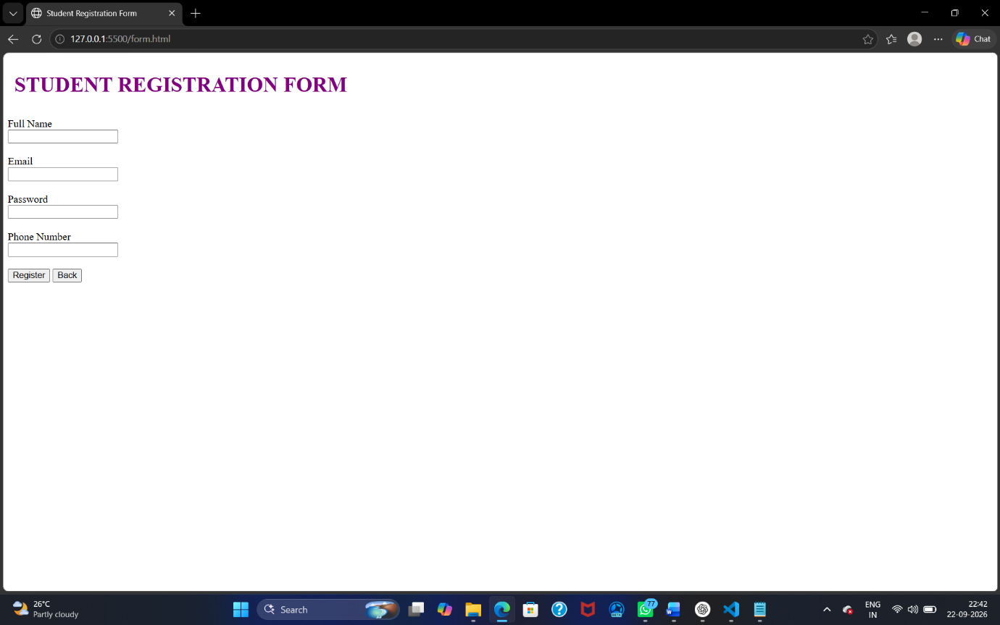 Student Registration Form
127.0.0.1:5500/form.html
Chat
STUDENT REGISTRATION FORM
Full Name
Email
Password
Phone Number
Register Back
26°C
Partly cloudy
Search
BETA
77
W
ENG
IN
22:42
22-09-2026